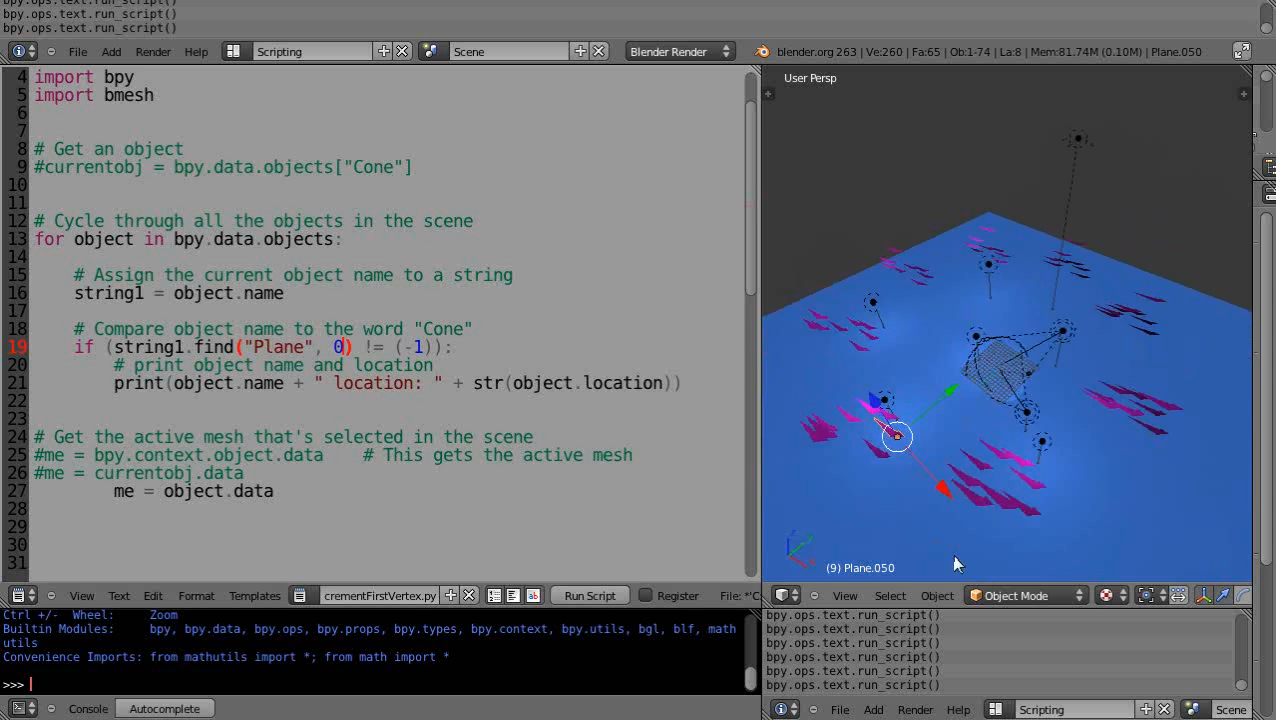 bpy.ops.text.run_script()
bpy.ops.text.run_script()
bpy.ops.text.run_script()
File Add Render Help Scripting Scene Blender Render blender.org 263 | Ve:260 | Fa:65 | Ob:1-74 | La:8 | Mem:81.74M (0.10M) | Plane.050
4 import bpy
5 import bmesh
6
7
8 # Get an object
9 #currentobj = bpy.data.objects["Cone"]
10
11
12 # Cycle through all the objects in the scene
13 for object in bpy.data.objects:
14
15 # Assign the current object name to a string
16 string1 = object.name
17
18 # Compare object name to the word "Cone"
19 if (string1.find("Plane", 0) != (-1)):
20 # print object name and location
21 print(object.name + " location: " + str(object.location))
22
23
24 # Get the active mesh that's selected in the scene
25 #me = bpy.context.object.data # This gets the active mesh
26 #me = currentobj.data
27 me = object.data
28
29
30
31
User Persp
(9) Plane.050
View Text Edit Format Templates crementFirstVertex.py Run Script Register File: *'C
View Select Object Object Mode
Ctrl +/- Wheel: Zoom
Builtin Modules: bpy, bpy.data, bpy.ops, bpy.props, bpy.types, bpy.context, bpy.utils, bgl, blf, math
utils
Convenience Imports: from mathutils import *; from math import *
>>>
Console Autocomplete
bpy.ops.text.run_script()
bpy.ops.text.run_script()
bpy.ops.text.run_script()
bpy.ops.text.run_script()
bpy.ops.text.run_script()
bpy.ops.text.run_script()
File Add Render Help Scripting Scene